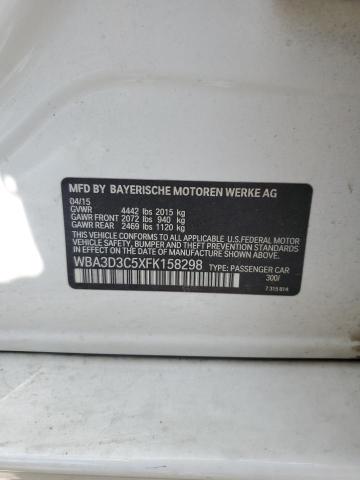 MFD BY BAYERISCHE MOTOREN WERKE AG
04/15
GVWR 4442 lbs 2015 kg
GAWR FRONT 2072 lbs 940 kg
GAWR REAR 2469 lbs 1120 kg
THIS VEHICLE CONFORMS TO ALL APPLICABLE U.S.FEDERAL MOTOR
VEHICLE SAFETY, BUMPER, AND THEFT PREVENTION STANDARDS
IN EFFECT ON THE DATE OF MANUFACTURE SHOWN ABOVE.
WBA3D3C5XFK158298 TYPE: PASSENGER CAR
300/
7 315 814